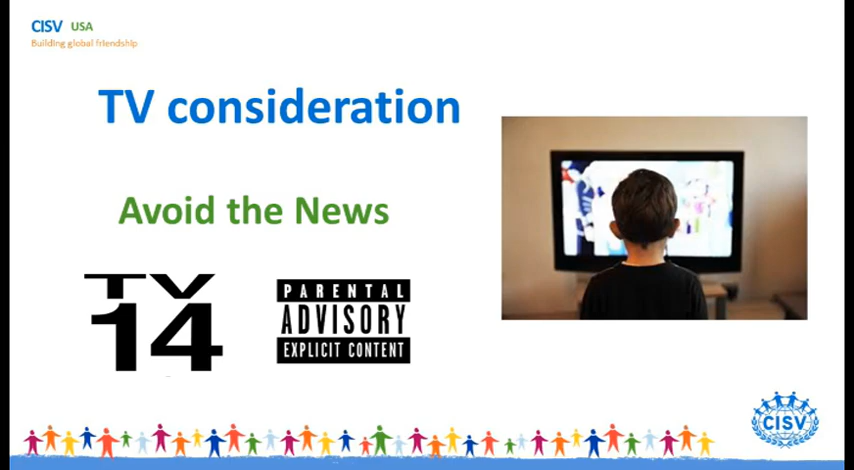 CISV USA
Building global friendship
TV consideration
Avoid the News
TV
14
PARENTAL
ADVISORY
EXPLICIT CONTENT
CISV